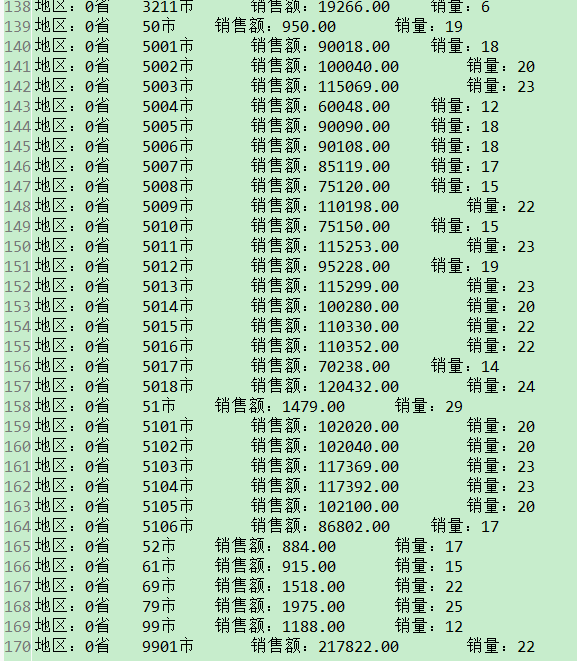 138 地区：0省 3211市 销售额：19266.00 销量：6
139 地区：0省 50市 销售额：950.00 销量：19
140 地区：0省 5001市 销售额：90018.00 销量：18
141 地区：0省 5002市 销售额：100040.00 销量：20
142 地区：0省 5003市 销售额：115069.00 销量：23
143 地区：0省 5004市 销售额：60048.00 销量：12
144 地区：0省 5005市 销售额：90090.00 销量：18
145 地区：0省 5006市 销售额：90108.00 销量：18
146 地区：0省 5007市 销售额：85119.00 销量：17
147 地区：0省 5008市 销售额：75120.00 销量：15
148 地区：0省 5009市 销售额：110198.00 销量：22
149 地区：0省 5010市 销售额：75150.00 销量：15
150 地区：0省 5011市 销售额：115253.00 销量：23
151 地区：0省 5012市 销售额：95228.00 销量：19
152 地区：0省 5013市 销售额：115299.00 销量：23
153 地区：0省 5014市 销售额：100280.00 销量：20
154 地区：0省 5015市 销售额：110330.00 销量：22
155 地区：0省 5016市 销售额：110352.00 销量：22
156 地区：0省 5017市 销售额：70238.00 销量：14
157 地区：0省 5018市 销售额：120432.00 销量：24
158 地区：0省 51市 销售额：1479.00 销量：29
159 地区：0省 5101市 销售额：102020.00 销量：20
160 地区：0省 5102市 销售额：102040.00 销量：20
161 地区：0省 5103市 销售额：117369.00 销量：23
162 地区：0省 5104市 销售额：117392.00 销量：23
163 地区：0省 5105市 销售额：102100.00 销量：20
164 地区：0省 5106市 销售额：86802.00 销量：17
165 地区：0省 52市 销售额：884.00 销量：17
166 地区：0省 61市 销售额：915.00 销量：15
167 地区：0省 69市 销售额：1518.00 销量：22
168 地区：0省 79市 销售额：1975.00 销量：25
169 地区：0省 99市 销售额：1188.00 销量：12
170 地区：0省 9901市 销售额：217822.00 销量：22